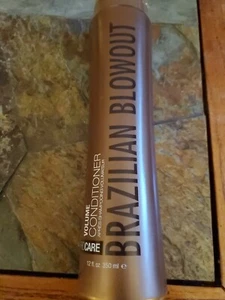 BRAZILIAN BLOWOUT
VOLUME
CONDITIONER
CARE
12 fl oz 350 ml e